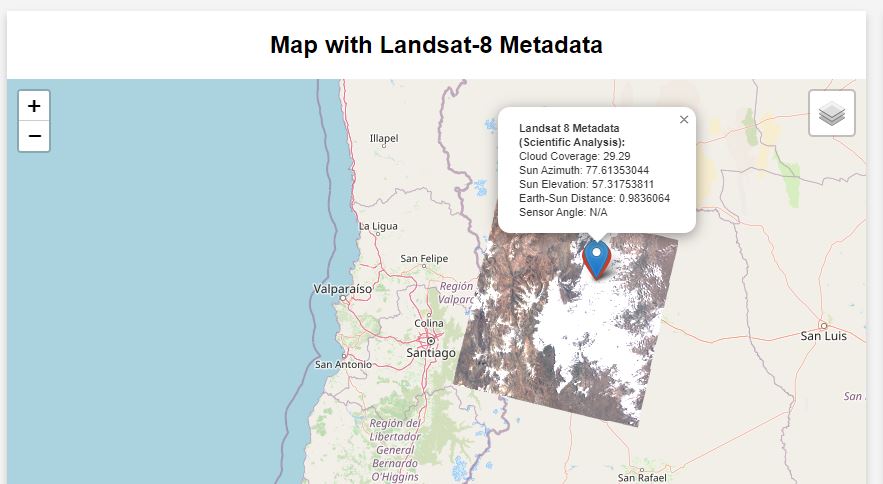 Map with Landsat-8 Metadata
+
−
Illapel
Landsat 8 Metadata
(Scientific Analysis):
Cloud Coverage: 29.29
Sun Azimuth: 77.61353044
Sun Elevation: 57.31753811
Earth-Sun Distance: 0.9836064
Sensor Angle: N/A
×
La Ligua
San Felipe
Valparaíso
Región
Valpara
Colina
Santiago
San Antonio
San Luis
San
Región del
Libertador
General
Bernardo
O'Higgins
San Rafael